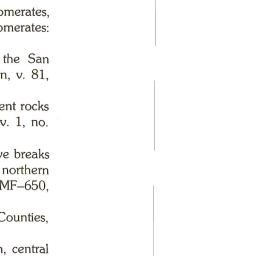 omerates,
omerates:
the San
n, v. 81,
ent rocks
v. 1, no.
ve breaks
northern
MF–650,
Counties,
n, central